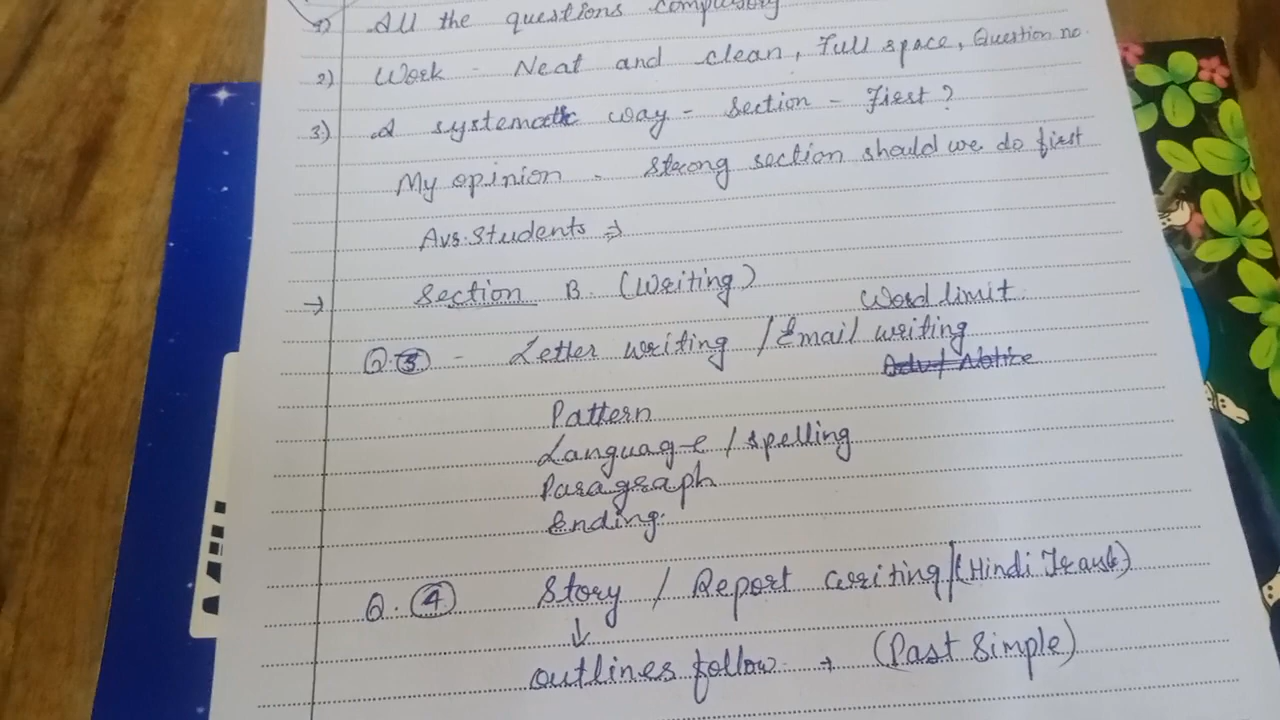 1) All the questions compulsory
2) Work - Neat and clean, Full space, Question no.
3) A systematic way - Section - First?
My opinion - Strong section should we do first
Avg. Students ⇒
→ Section B. (Writing)
Word limit
Q.3 - Letter writing / Email writing
Pattern
Language / spelling
Paragraph
Ending.
Q. 4 Story / Report writing / (Hindi Transl)
↓
outlines follow → (Past Simple)